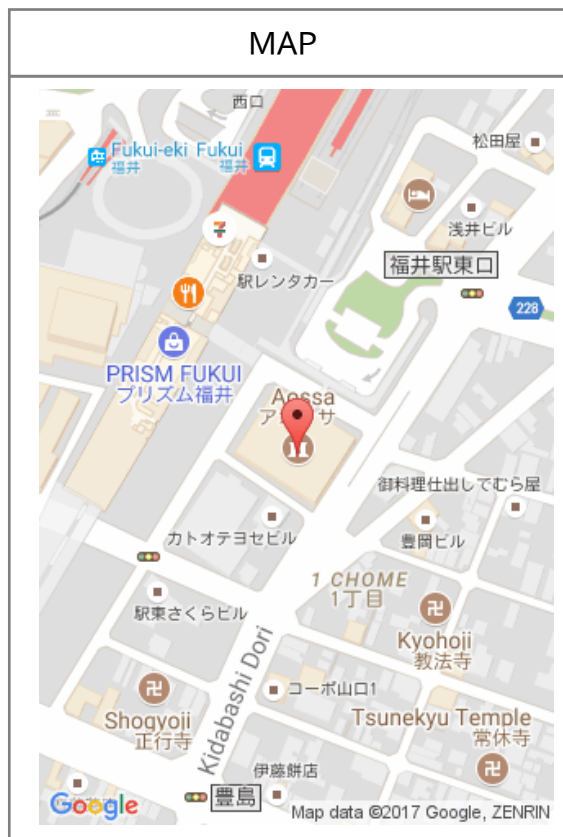 MAP
西口
松田屋
Fukui-eki
福井
Fukui
福井
浅井ビル
福井駅東口
駅レンタカー
228
PRISM FUKUI
プリズム福井
Aossa
御料理仕出してむら屋
カトオテヨセビル
豊岡ビル
1 CHOME
1丁目
駅東さくらビル
Kyohoji
教法寺
Kidabashi Dori
コーポ山口1
Shogyoji
正行寺
Tsunekyu Temple
常休寺
伊藤餅店
豊島
Google
Map data ©2017 Google, ZENRIN